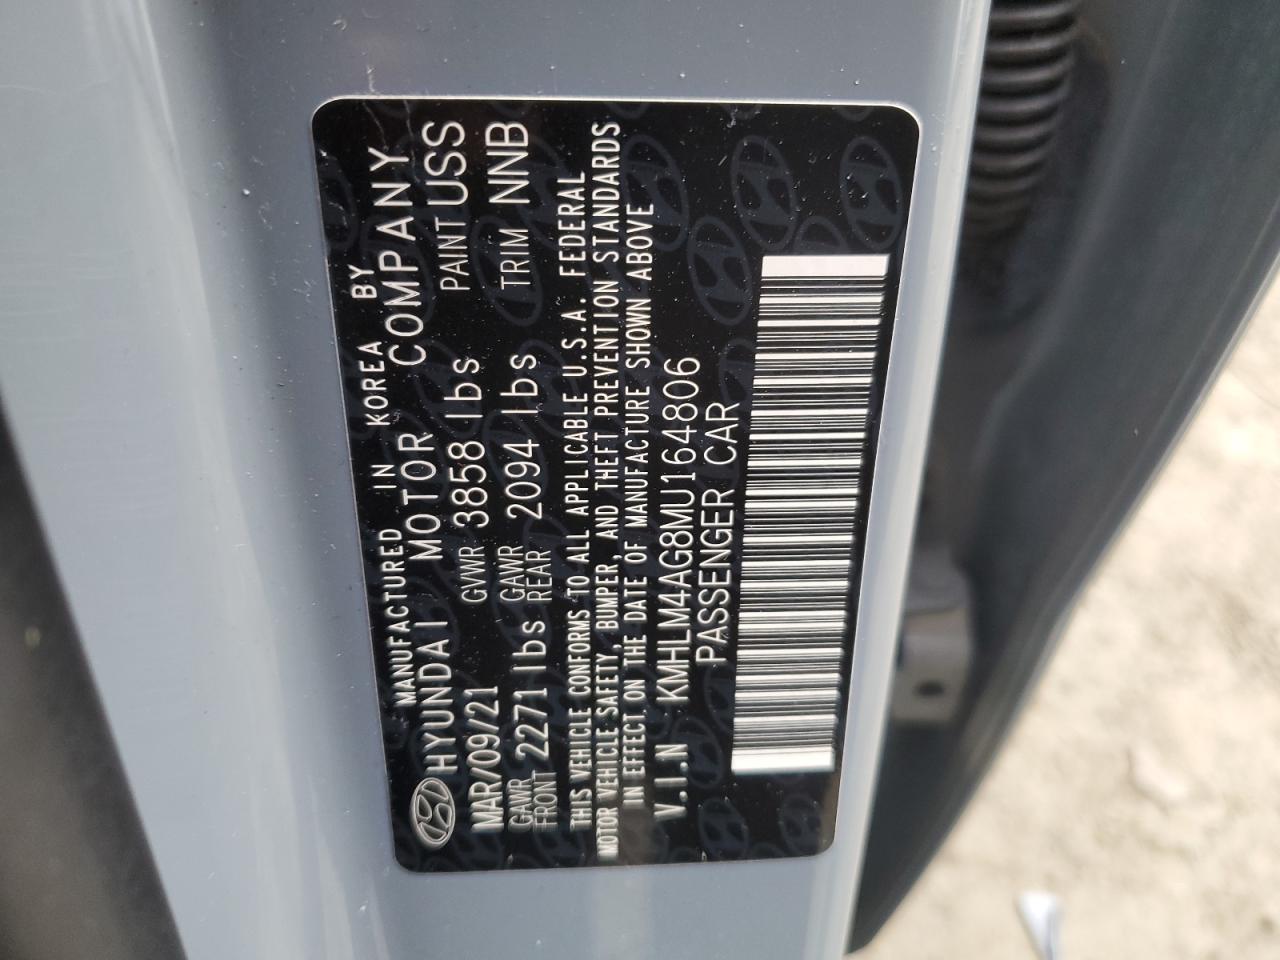 MANUFACTURED IN KOREA BY
HYUNDAI MOTOR COMPANY
MAR/09/21 GVWR 3858 lbs PAINT USS
GAWR FRONT 2271 lbs GAWR REAR 2094 lbs TRIM NNB
THIS VEHICLE CONFORMS TO ALL APPLICABLE U.S.A. FEDERAL
MOTOR VEHICLE SAFETY, BUMPER, AND THEFT PREVENTION STANDARDS
IN EFFECT ON THE DATE OF MANUFACTURE SHOWN ABOVE
V.I.N KMHLM4AG8MU164806
PASSENGER CAR